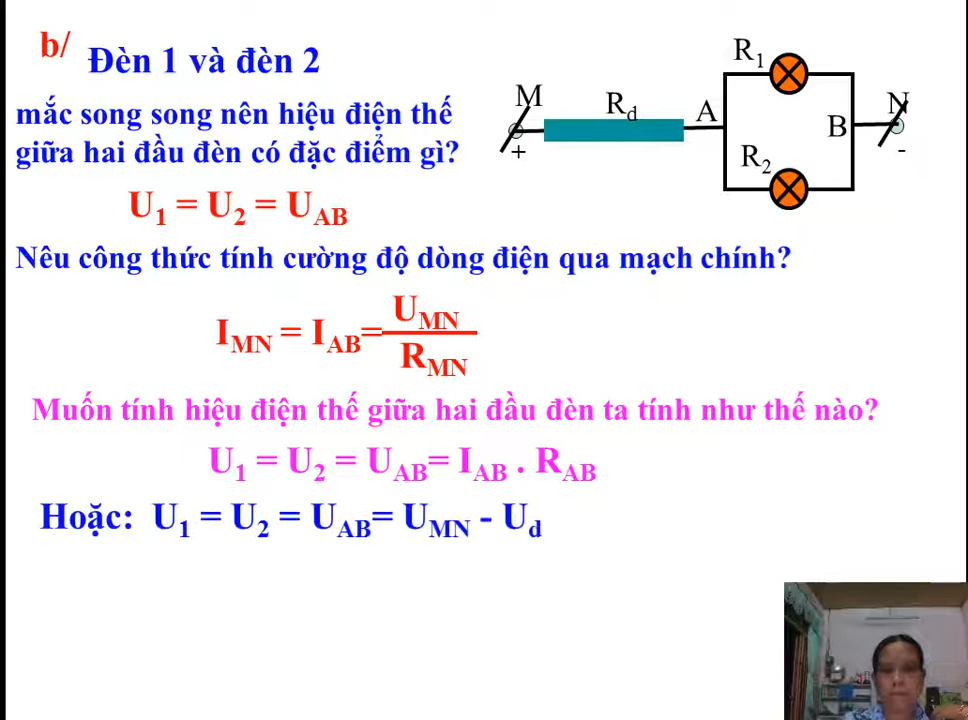 b/ Đèn 1 và đèn 2
mắc song song nên hiệu điện thế
giữa hai đầu đèn có đặc điểm gì?
U₁ = U₂ = U_AB
Nêu công thức tính cường độ dòng điện qua mạch chính?
I_MN = I_AB = U_MN / R_MN
Muốn tính hiệu điện thế giữa hai đầu đèn ta tính như thế nào?
U₁ = U₂ = U_AB = I_AB . R_AB
Hoặc: U₁ = U₂ = U_AB = U_MN - U_d
R₁
M R_d A B N
+ -
R₂